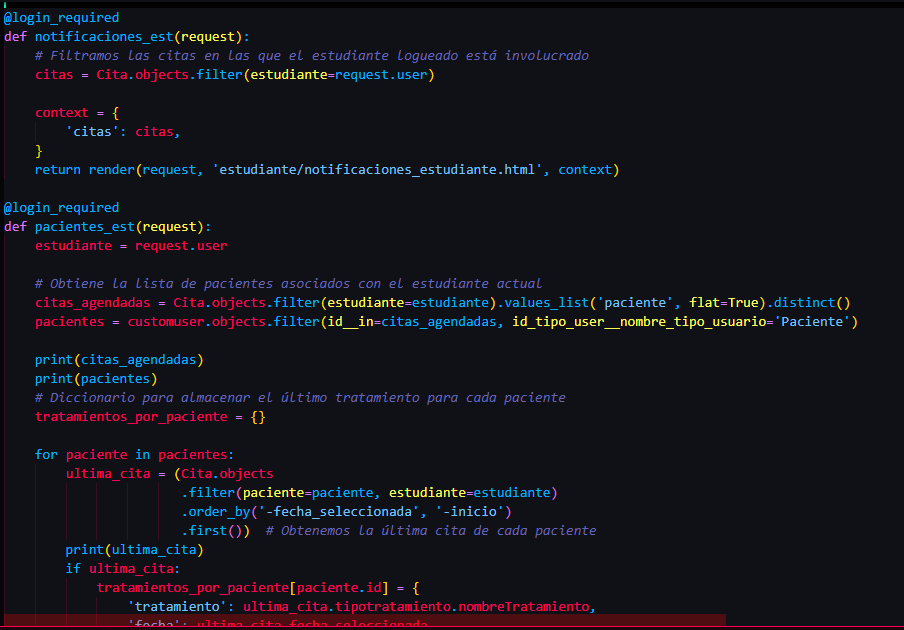 @login_required
def notificaciones_est(request):
    # Filtramos las citas en las que el estudiante logueado está involucrado
    citas = Cita.objects.filter(estudiante=request.user)

    context = {
        'citas': citas,
    }
    return render(request, 'estudiante/notificaciones_estudiante.html', context)

@login_required
def pacientes_est(request):
    estudiante = request.user

    # Obtiene la lista de pacientes asociados con el estudiante actual
    citas_agendadas = Cita.objects.filter(estudiante=estudiante).values_list('paciente', flat=True).distinct()
    pacientes = customuser.objects.filter(id__in=citas_agendadas, id_tipo_user__nombre_tipo_usuario='Paciente')

    print(citas_agendadas)
    print(pacientes)
    # Diccionario para almacenar el último tratamiento para cada paciente
    tratamientos_por_paciente = {}

    for paciente in pacientes:
        ultima_cita = (Cita.objects
                       .filter(paciente=paciente, estudiante=estudiante)
                       .order_by('-fecha_seleccionada', '-inicio')
                       .first())  # Obtenemos la última cita de cada paciente
        print(ultima_cita)
        if ultima_cita:
            tratamientos_por_paciente[paciente.id] = {
                'tratamiento': ultima_cita.tipotratamiento.nombreTratamiento,
                'fecha': ultima_cita.fecha_seleccionada,